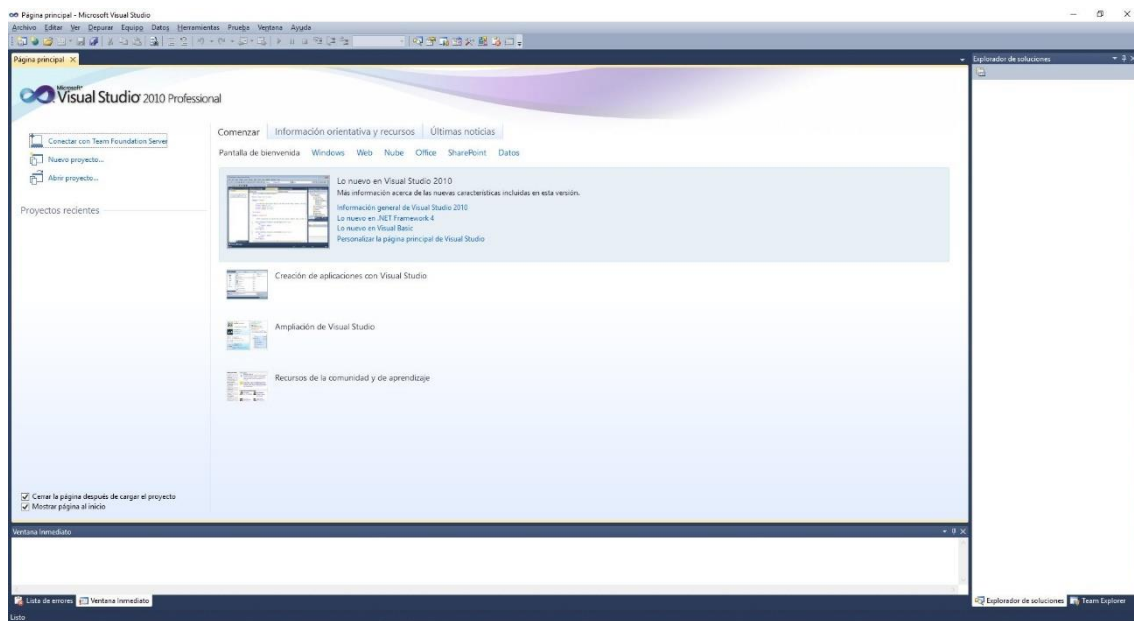 Página principal - Microsoft Visual Studio
Archivo Editar Ver Depurar Equipo Datos Herramientas Prueba Ventana Ayuda
Página principal
Explorador de soluciones
Microsoft
Visual Studio 2010 Professional
Conectar con Team Foundation Server
Nuevo proyecto...
Abrir proyecto...
Proyectos recientes
Comenzar Información orientativa y recursos Últimas noticias
Pantalla de bienvenida Windows Web Nube Office SharePoint Datos
Lo nuevo en Visual Studio 2010
Más información acerca de las nuevas características incluidas en esta versión.
Información general de Visual Studio 2010
Lo nuevo en .NET Framework 4
Lo nuevo en Visual Basic
Personalizar la página principal de Visual Studio
Creación de aplicaciones con Visual Studio
Ampliación de Visual Studio
Recursos de la comunidad y de aprendizaje
Cerrar la página después de cargar el proyecto
Mostrar página al inicio
Ventana Inmediato
Lista de errores Ventana Inmediato
Explorador de soluciones Team Explorer
Listo